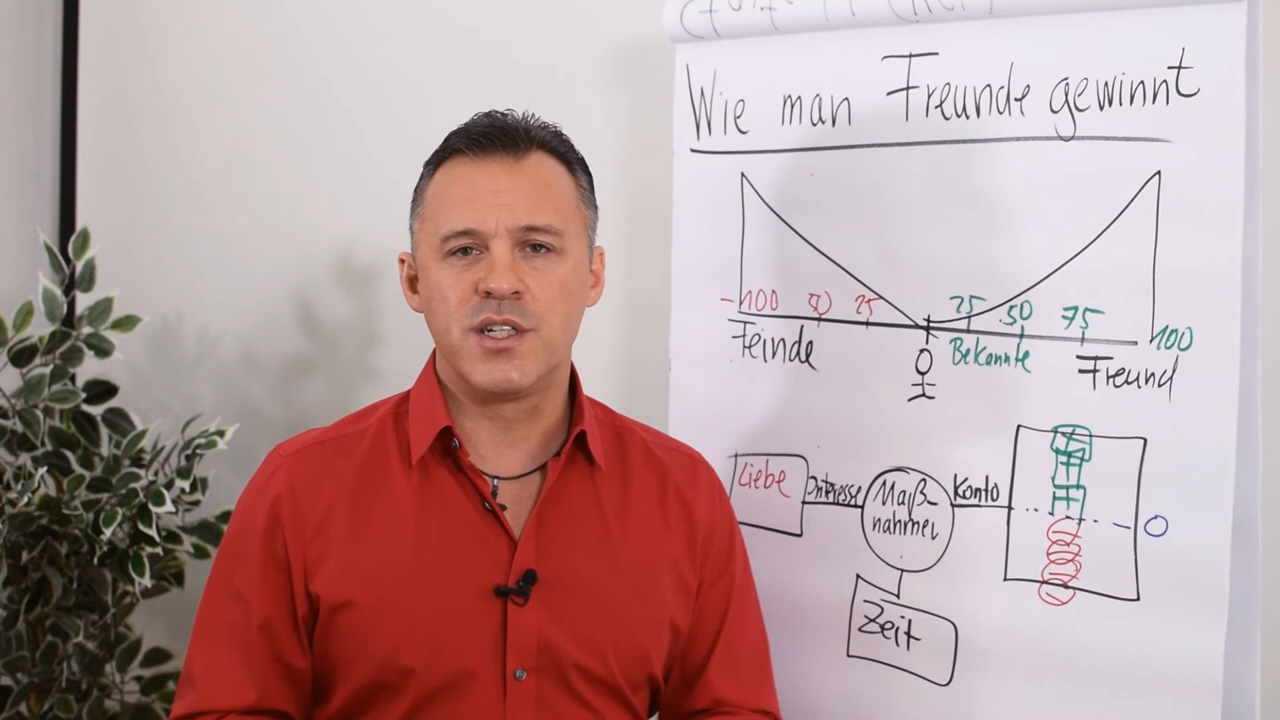 Wie man Freunde gewinnt
-100 50 25 25 50 75 100
Feinde Bekannte Freund
Liebe Interesse Maß- Konto
nahmen
0
Zeit